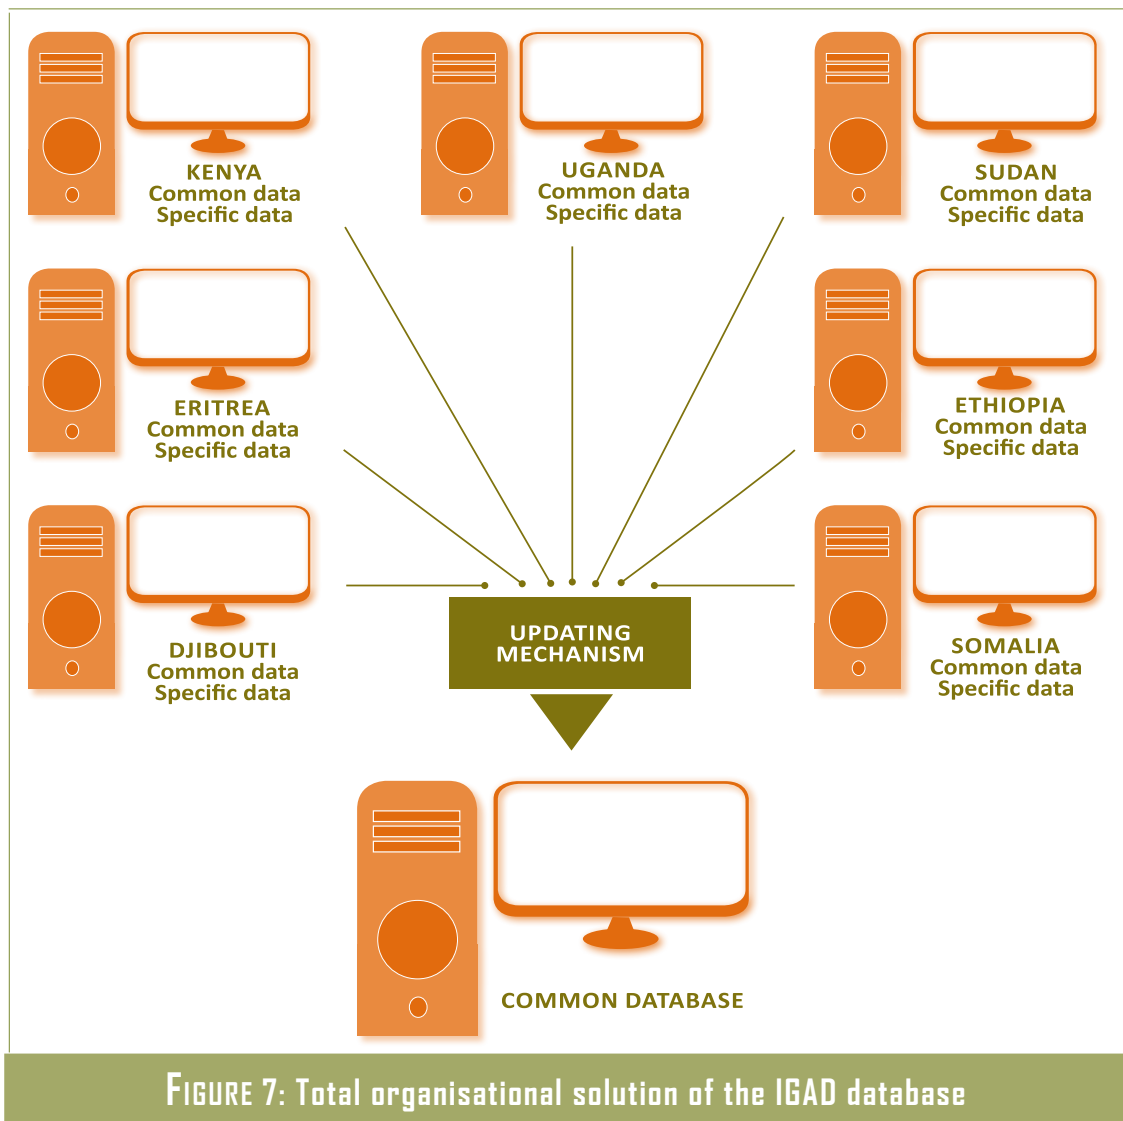 KENYA
Common data
Specific data
UGANDA
Common data
Specific data
SUDAN
Common data
Specific data
ERITREA
Common data
Specific data
ETHIOPIA
Common data
Specific data
DJIBOUTI
Common data
Specific data
UPDATING
MECHANISM
SOMALIA
Common data
Specific data
COMMON DATABASE
FIGURE 7: Total organisational solution of the IGAD database